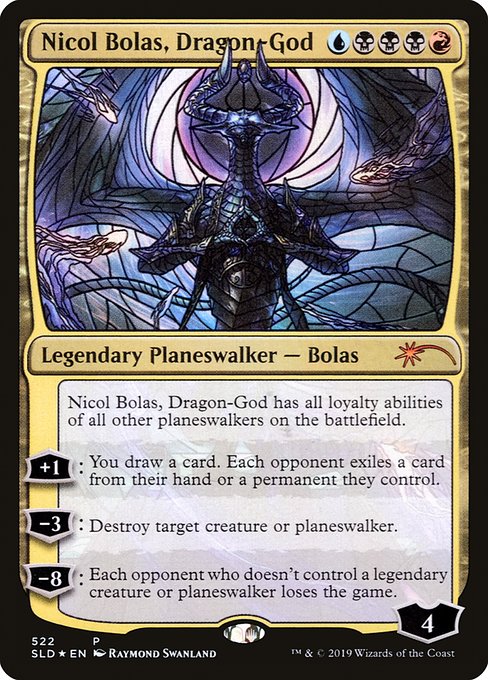 Nicol Bolas, Dragon-God
Legendary Planeswalker — Bolas
Nicol Bolas, Dragon-God has all loyalty abilities
of all other planeswalkers on the battlefield.
+1: You draw a card. Each opponent exiles a card
from their hand or a permanent they control.
−3: Destroy target creature or planeswalker.
−8: Each opponent who doesn't control a legendary
creature or planeswalker loses the game.
4
522 P
SLD ★ EN Raymond Swanland
™ & © 2019 Wizards of the Coast